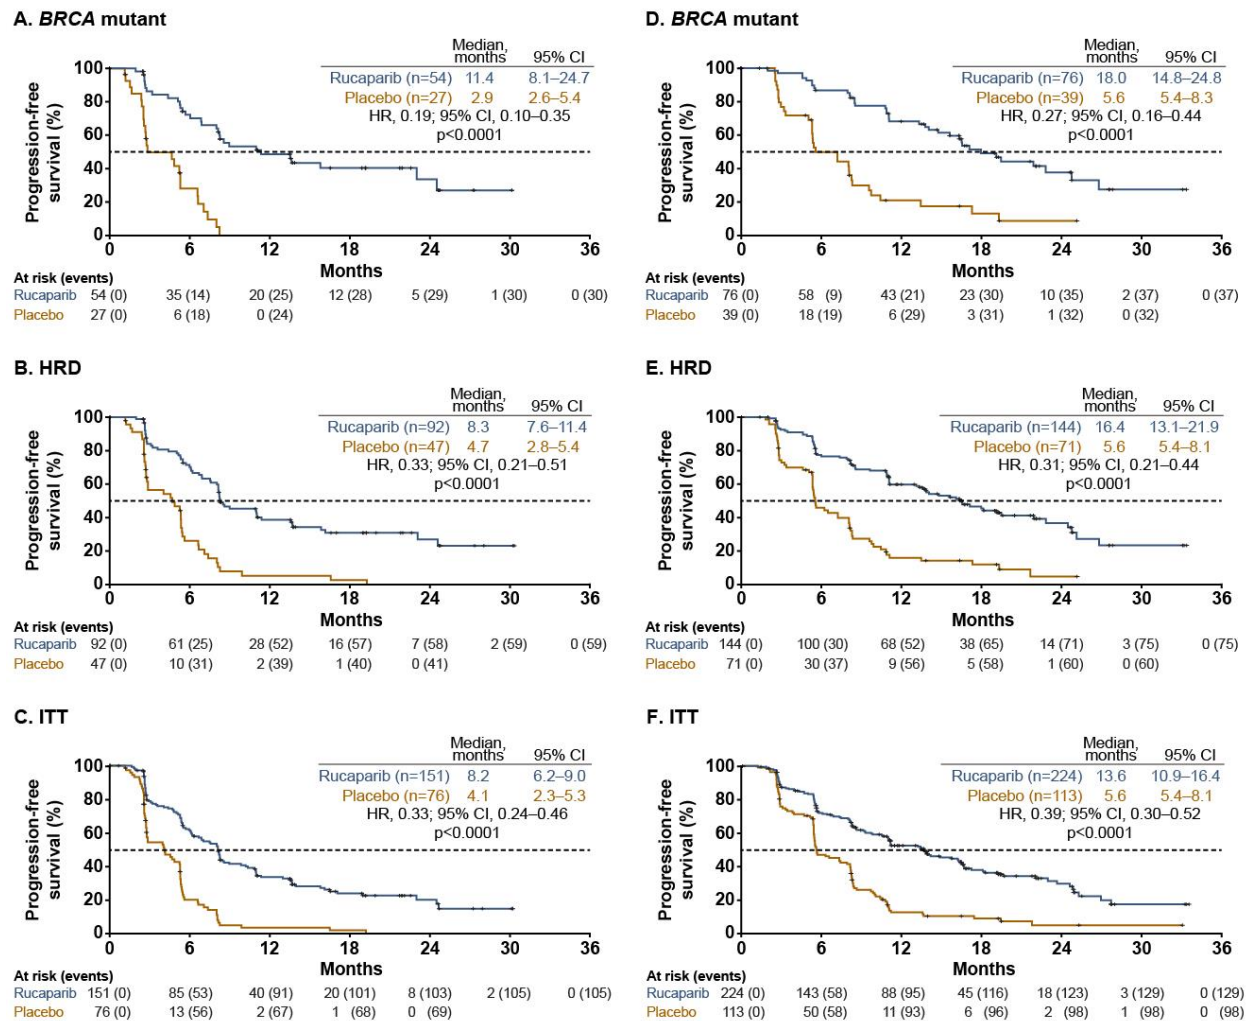 A. BRCA mutant
Median, months 95% CI
Rucaparib (n=54) 11.4 8.1–24.7
Placebo (n=27) 2.9 2.6–5.4
HR, 0.19; 95% CI, 0.10–0.35
p<0.0001
Progression-free survival (%)
100
80
60
40
20
0
0 6 12 18 24 30 36
Months
At risk (events)
Rucaparib 54 (0) 35 (14) 20 (25) 12 (28) 5 (29) 1 (30) 0 (30)
Placebo 27 (0) 6 (18) 0 (24)
D. BRCA mutant
Median, months 95% CI
Rucaparib (n=76) 18.0 14.8–24.8
Placebo (n=39) 5.6 5.4–8.3
HR, 0.27; 95% CI, 0.16–0.44
p<0.0001
Progression-free survival (%)
100
80
60
40
20
0
0 6 12 18 24 30 36
Months
At risk (events)
Rucaparib 76 (0) 58 (9) 43 (21) 23 (30) 10 (35) 2 (37) 0 (37)
Placebo 39 (0) 18 (19) 6 (29) 3 (31) 1 (32) 0 (32)
B. HRD
Median, months 95% CI
Rucaparib (n=92) 8.3 7.6–11.4
Placebo (n=47) 4.7 2.8–5.4
HR, 0.33; 95% CI, 0.21–0.51
p<0.0001
Progression-free survival (%)
100
80
60
40
20
0
0 6 12 18 24 30 36
Months
At risk (events)
Rucaparib 92 (0) 61 (25) 28 (52) 16 (57) 7 (58) 2 (59) 0 (59)
Placebo 47 (0) 10 (31) 2 (39) 1 (40) 0 (41)
E. HRD
Median, months 95% CI
Rucaparib (n=144) 16.4 13.1–21.9
Placebo (n=71) 5.6 5.4–8.1
HR, 0.31; 95% CI, 0.21–0.44
p<0.0001
Progression-free survival (%)
100
80
60
40
20
0
0 6 12 18 24 30 36
Months
At risk (events)
Rucaparib 144 (0) 100 (30) 68 (52) 38 (65) 14 (71) 3 (75) 0 (75)
Placebo 71 (0) 30 (37) 9 (56) 5 (58) 1 (60) 0 (60)
C. ITT
Median, months 95% CI
Rucaparib (n=151) 8.2 6.2–9.0
Placebo (n=76) 4.1 2.3–5.3
HR, 0.33; 95% CI, 0.24–0.46
p<0.0001
Progression-free survival (%)
100
80
60
40
20
0
0 6 12 18 24 30 36
Months
At risk (events)
Rucaparib 151 (0) 85 (53) 40 (91) 20 (101) 8 (103) 2 (105) 0 (105)
Placebo 76 (0) 13 (56) 2 (67) 1 (68) 0 (69)
F. ITT
Median, months 95% CI
Rucaparib (n=224) 13.6 10.9–16.4
Placebo (n=113) 5.6 5.4–8.1
HR, 0.39; 95% CI, 0.30–0.52
p<0.0001
Progression-free survival (%)
100
80
60
40
20
0
0 6 12 18 24 30 36
Months
At risk (events)
Rucaparib 224 (0) 143 (58) 88 (95) 45 (116) 18 (123) 3 (129) 0 (129)
Placebo 113 (0) 50 (58) 11 (93) 6 (96) 2 (98) 1 (98) 0 (98)